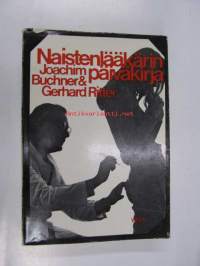 Naistenlääkärin
päiväkirja
Joachim
Buchner &
Gerhard Ritter